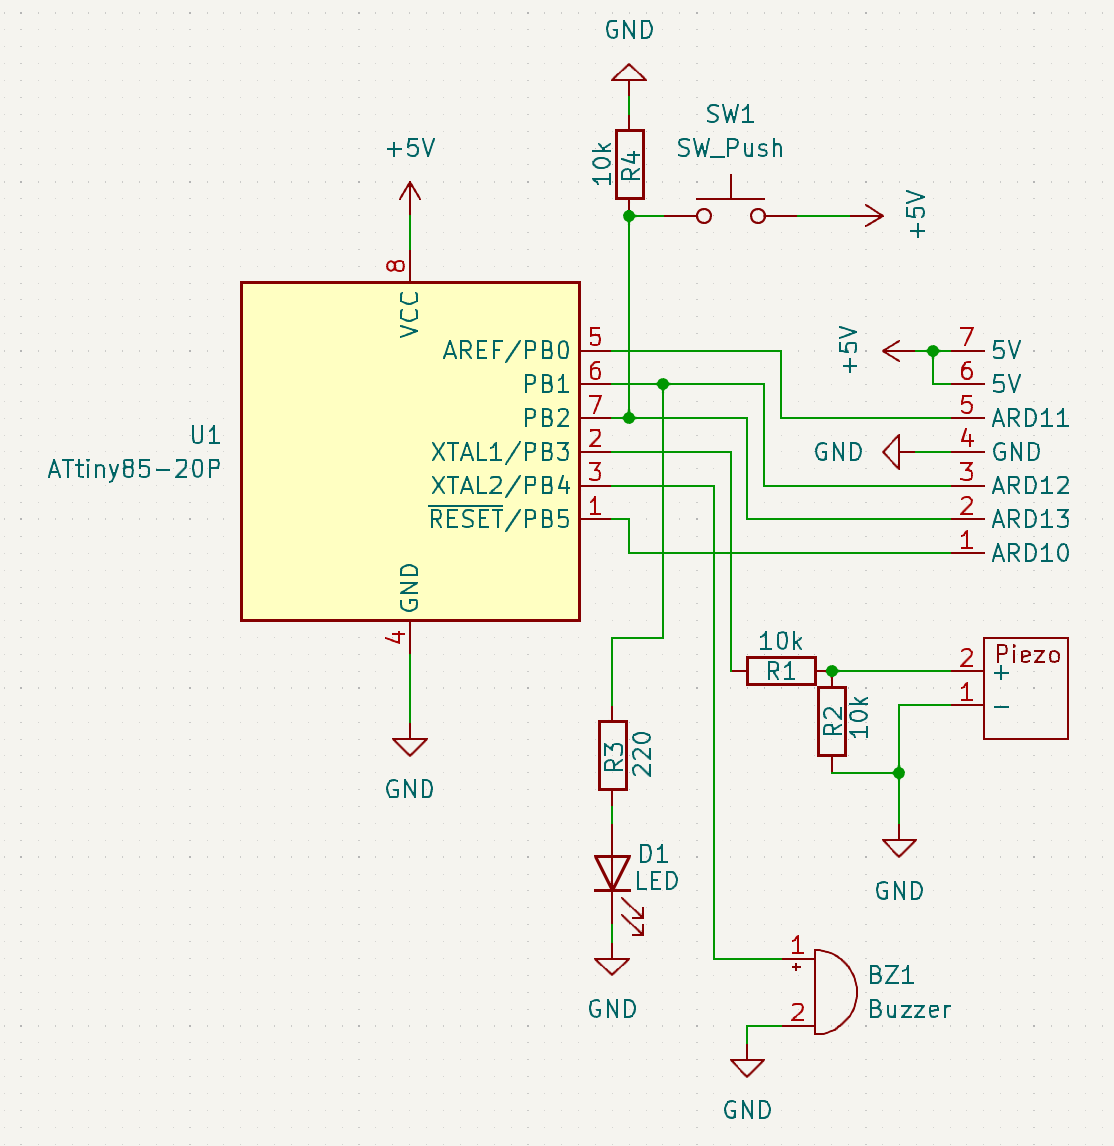 GND
SW1
SW_Push
10k
R4
+5V
+5V
8
VCC
AREF/PB0
5
PB1
6
PB2
7
XTAL1/PB3
2
XTAL2/PB4
3
RESET/PB5
1
GND
4
U1
ATtiny85-20P
GND
+5V
7
5V
6
5V
5
ARD11
GND
4
GND
3
ARD12
2
ARD13
1
ARD10
10k
R1
R2
10k
2
1
Piezo
+
-
GND
R3
220
D1
LED
GND
1
+
2
BZ1
Buzzer
GND